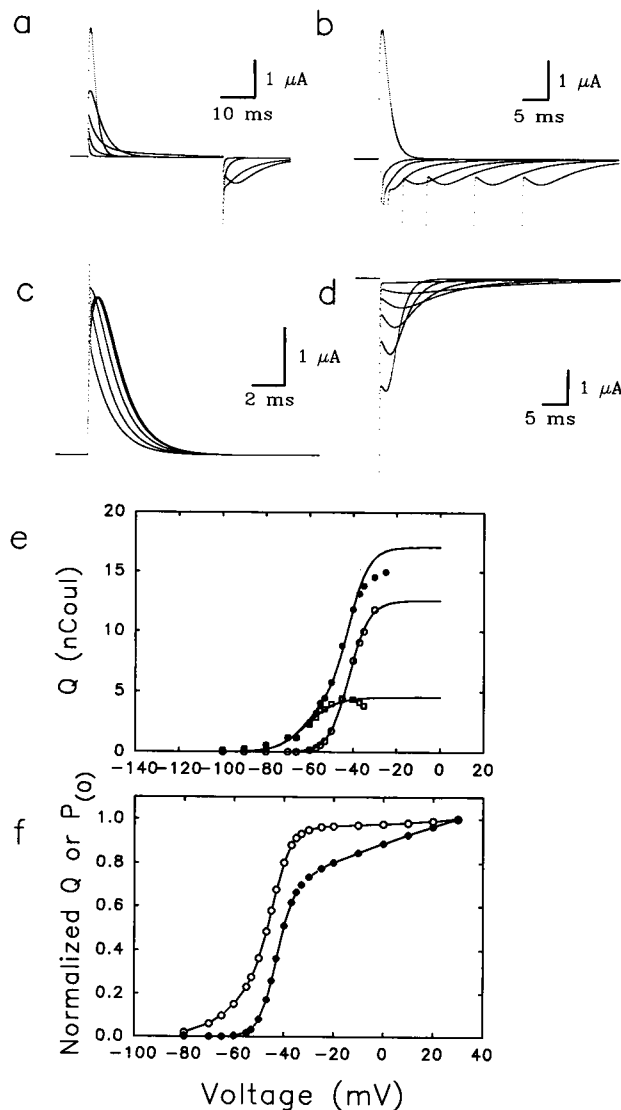 a
1 μA
10 ms
b
1 μA
5 ms
c
1 μA
2 ms
d
1 μA
5 ms
e
Q (nCoul)
20
15
10
5
0
-140 -120 -100 -80 -60 -40 -20 0 20
f
Normalized Q or P(o)
1.0
0.8
0.6
0.4
0.2
0.0
-100 -80 -60 -40 -20 0 20 40
Voltage (mV)